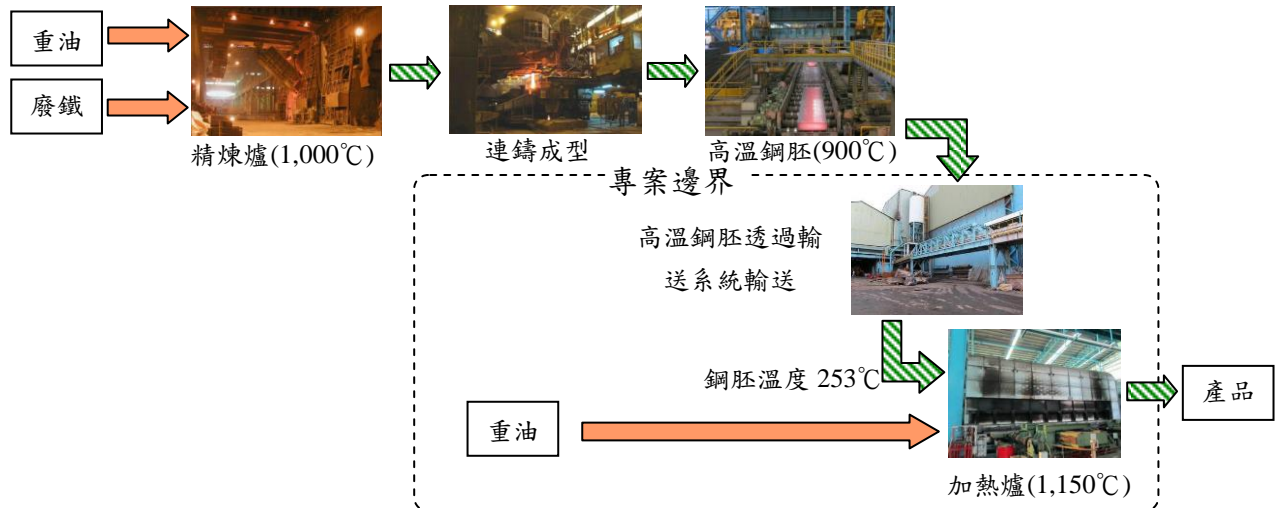 重油
廢鐵
精煉爐(1,000℃)
連鑄成型
高溫鋼胚(900℃)
專案邊界
高溫鋼胚透過輸
送系統輸送
鋼胚溫度 253℃
重油
產品
加熱爐(1,150℃)